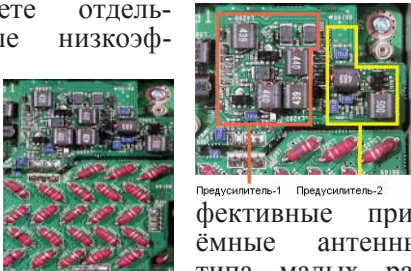 ете отдель-
ые низкоэф-
Предусилитель-1 Предусилитель-2
фективные при
ёмные антенн
типа малых ра